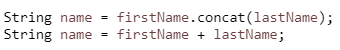 String name = firstName.concat(lastName);
String name = firstName + lastName;